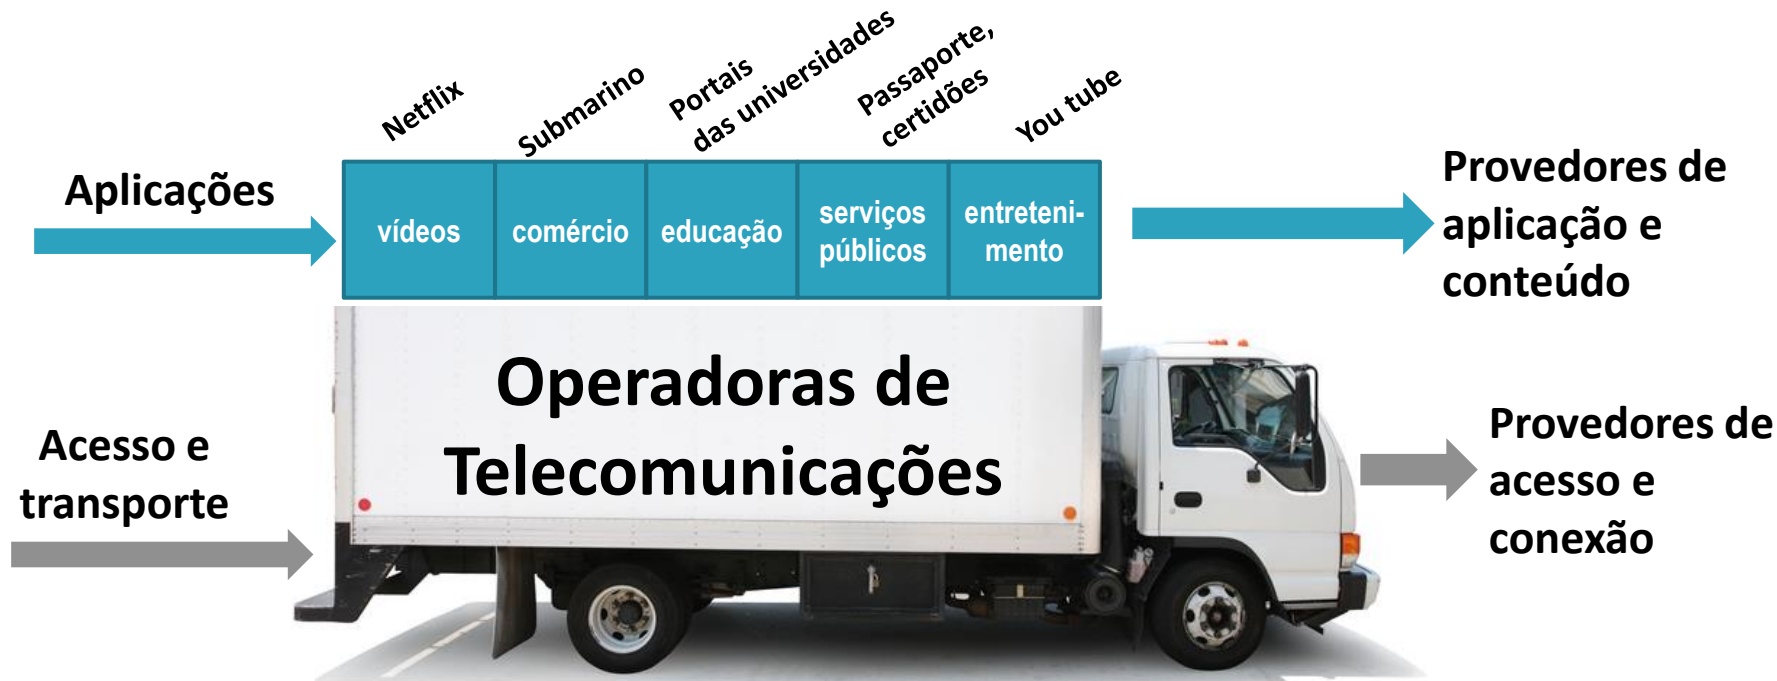 Netflix
Submarino
Portais
das universidades
Passaporte,
certidões
You tube
Aplicações
vídeos
comércio
educação
serviços
públicos
entreteni-
mento
Provedores de
aplicação e
conteúdo
Operadoras de
Telecomunicações
Acesso e
transporte
Provedores de
acesso e
conexão